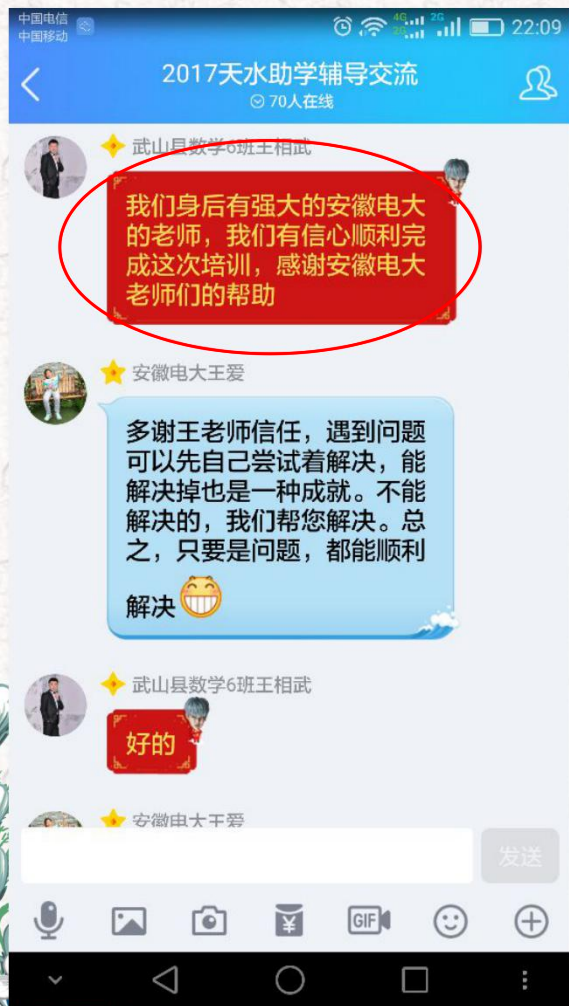 中国电信
中国移动
4G 2G 2G 22:09
2017天水助学辅导交流
70人在线
武山县数学6班王相武
我们身后有强大的安徽电大
的老师，我们有信心顺利完
成这次培训，感谢安徽电大
老师们的帮助
安徽电大王爱
多谢王老师信任，遇到问题
可以先自己尝试着解决，能
解决掉也是一种成就。不能
解决的，我们帮您解决。总
之，只要是问题，都能顺利
解决
武山县数学6班王相武
好的
安徽电大王爱
发送
¥
GIF